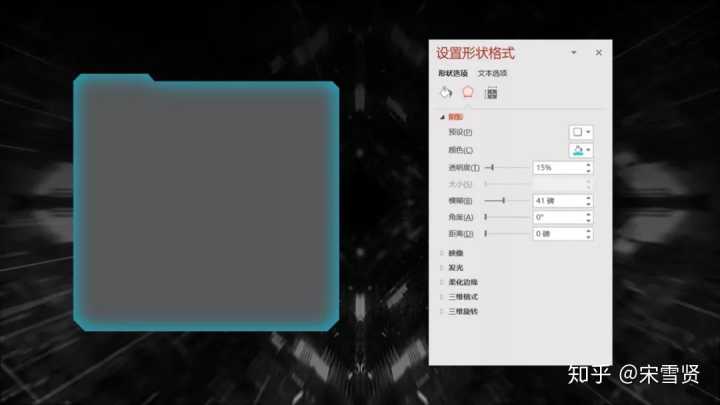 设置形状格式
形状选项 文本选项
阴影
预设(P)
颜色(C)
透明度(T) 15%
大小(S)
模糊(B) 41 磅
角度(A) 0°
距离(D) 0 磅
映像
发光
柔化边缘
三维格式
三维旋转
知乎 @宋雪贤